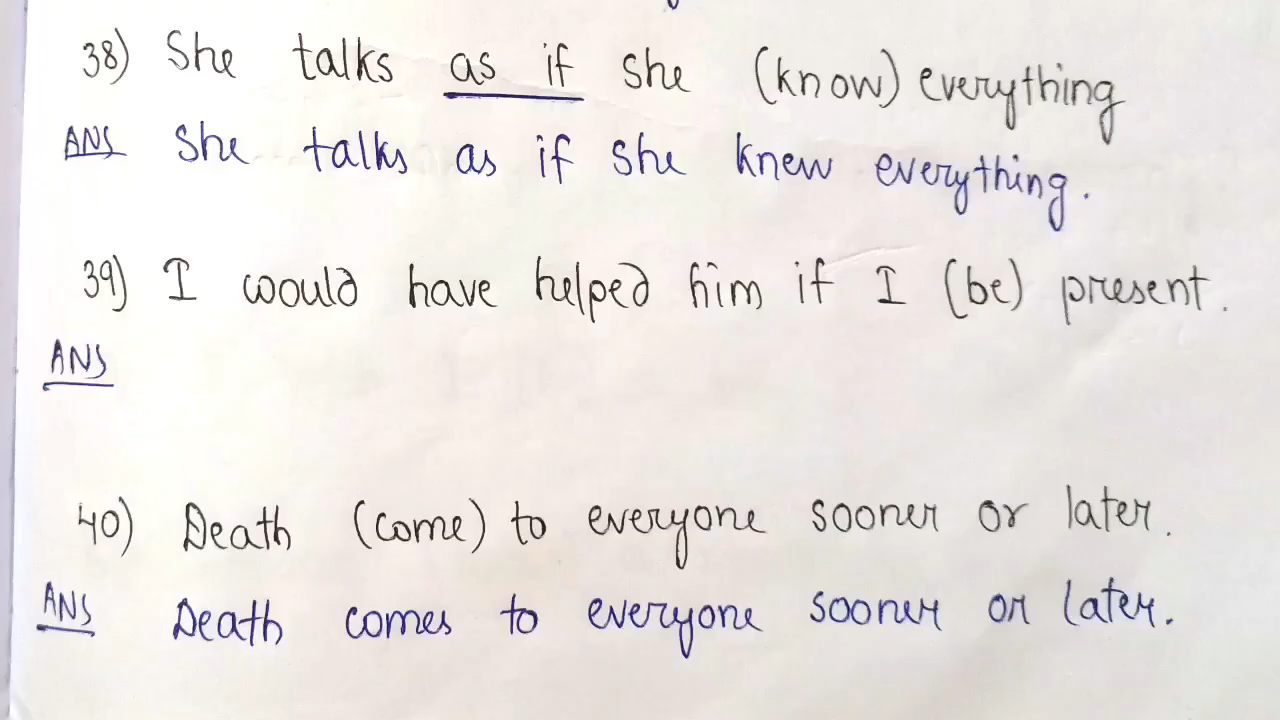 38) She talks as if she (know) everything
ANS She talks as if she knew everything.
39) I would have helped him if I (be) present.
ANS
40) Death (come) to everyone sooner or later.
ANS Death comes to everyone sooner or later.